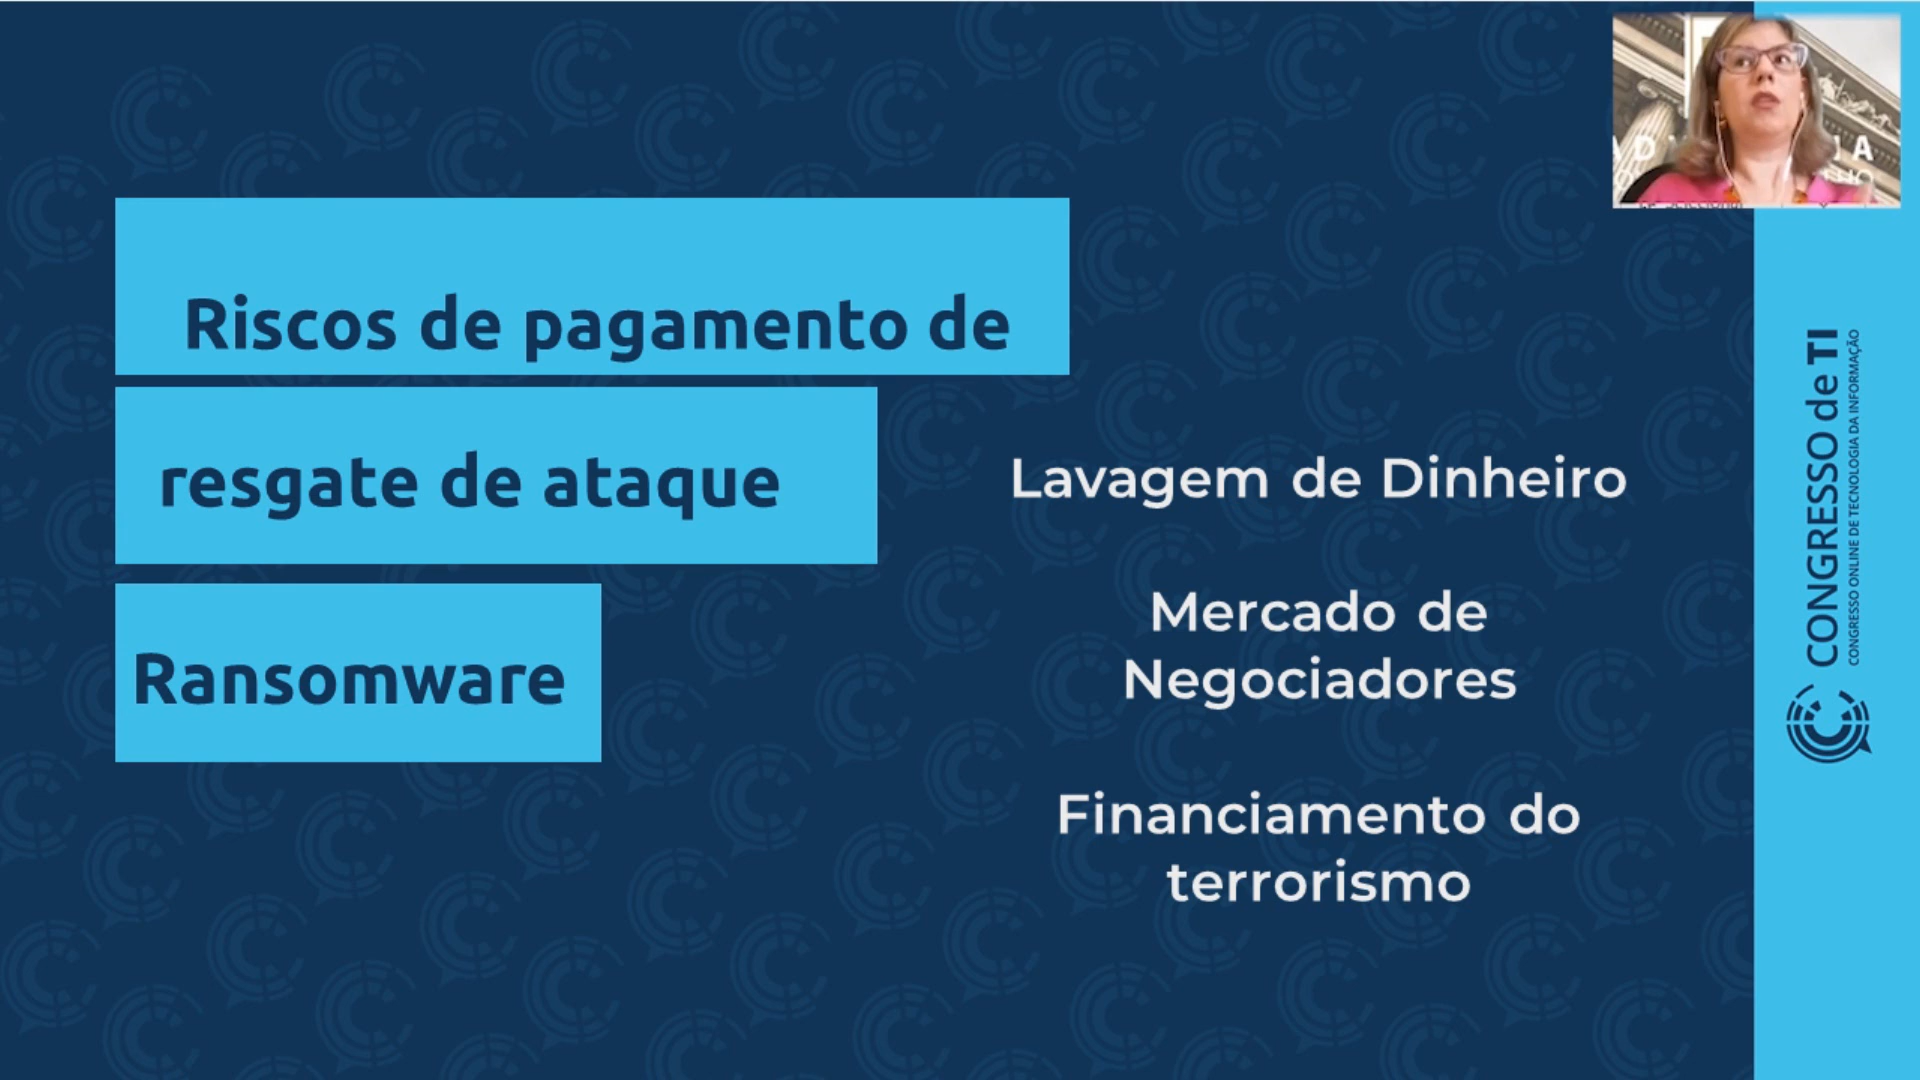 Riscos de pagamento de
resgate de ataque
Ransomware
Lavagem de Dinheiro
Mercado de
Negociadores
Financiamento do
terrorismo
CONGRESSO de TI
CONGRESSO ONLINE DE TECNOLOGIA DA INFORMAÇÃO